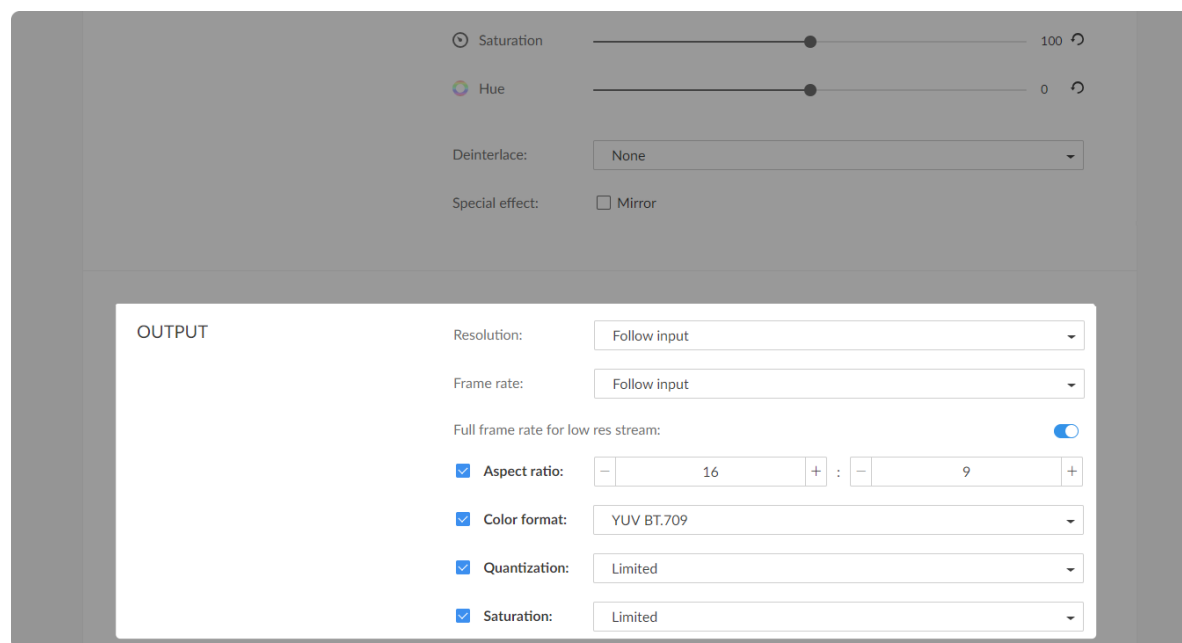 Saturation 100
Hue 0
Deinterlace: None
Special effect: Mirror
OUTPUT
Resolution: Follow input
Frame rate: Follow input
Full frame rate for low res stream:
Aspect ratio: − 16 + : − 9 +
Color format: YUV BT.709
Quantization: Limited
Saturation: Limited